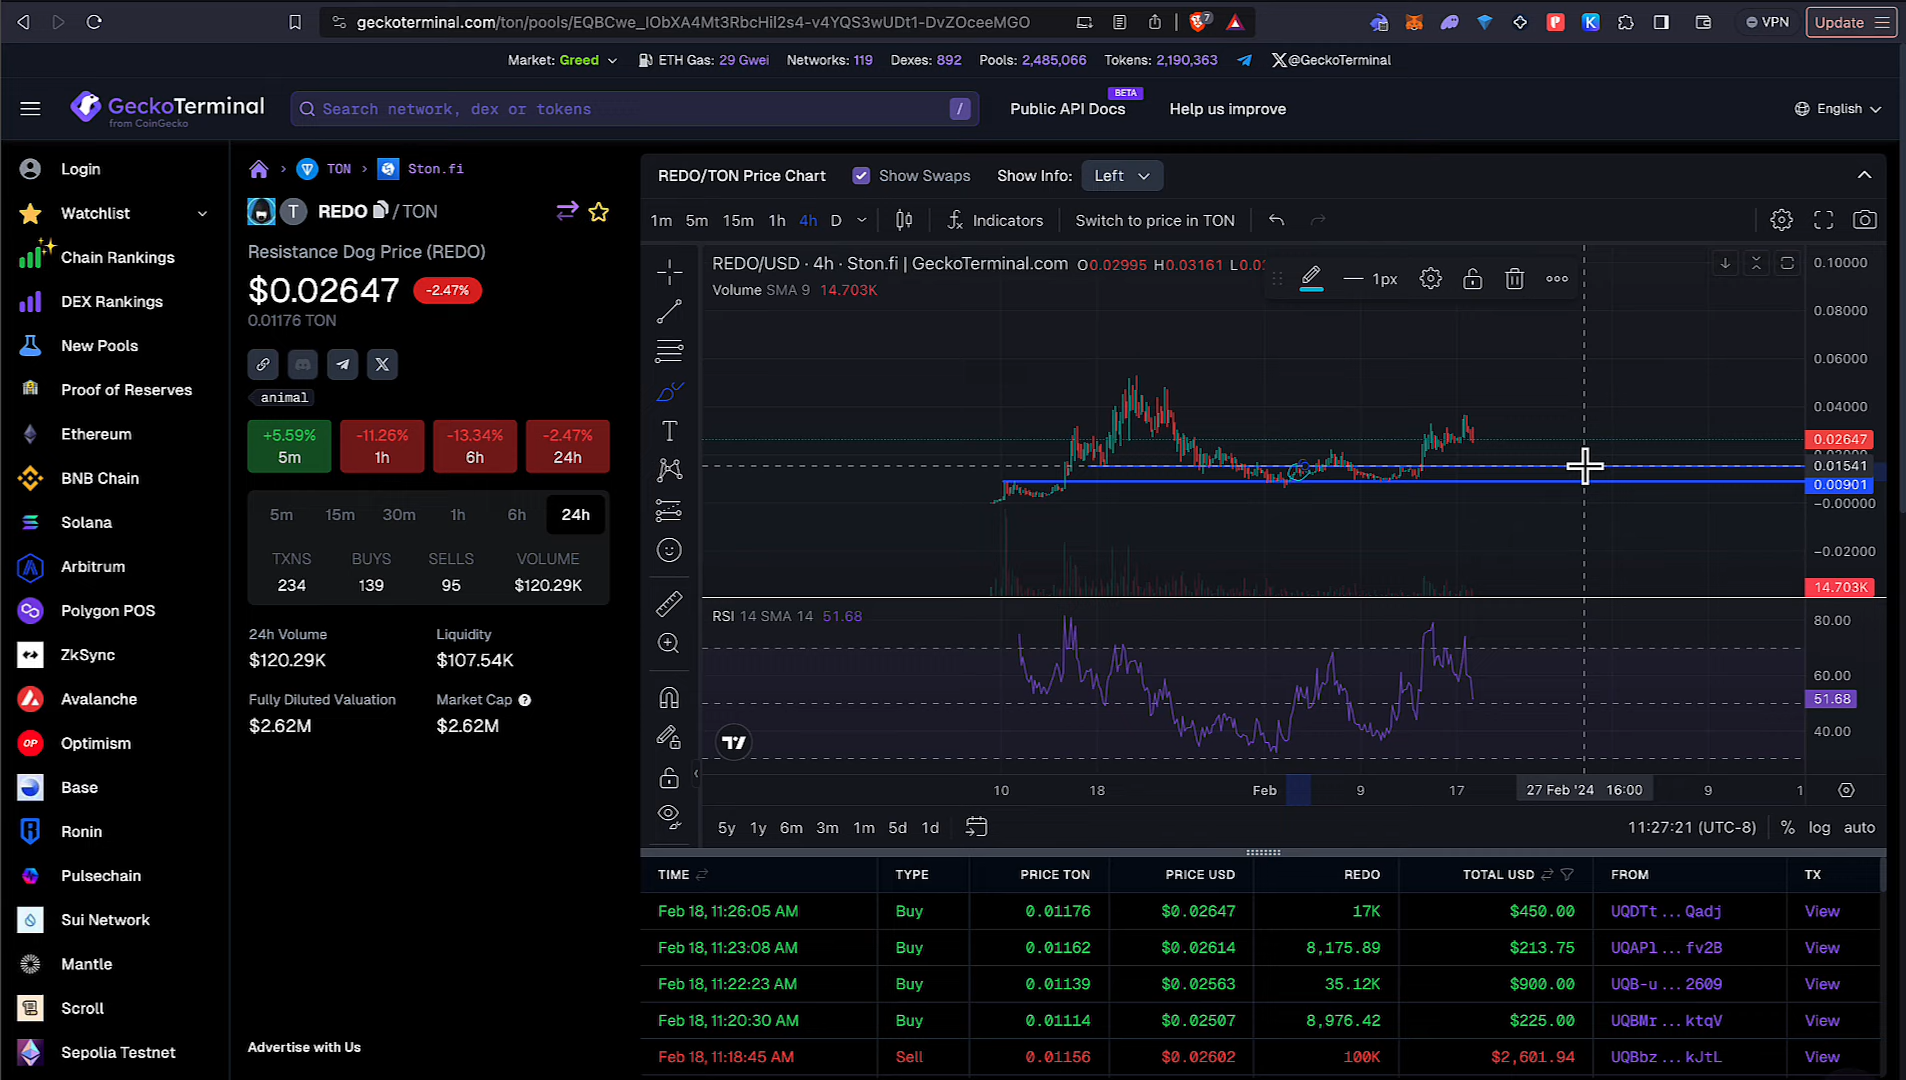 geckoterminal.com/ton/pools/EQBCwe_IObXA4Mt3RbcHiI2s4-v4YQS3wUDt1-DvZOceeMGO
7
VPN
Update
Market: Greed
ETH Gas: 29 Gwei
Networks: 119
Dexes: 892
Pools: 2,485,066
Tokens: 2,190,363
@GeckoTerminal
GeckoTerminal
from CoinGecko
Search network, dex or tokens
/
Public API Docs
BETA
Help us improve
English
Login
Watchlist
Chain Rankings
DEX Rankings
New Pools
Proof of Reserves
Ethereum
BNB Chain
Solana
Arbitrum
Polygon POS
ZkSync
Avalanche
OP
Optimism
Base
Ronin
Pulsechain
Sui Network
Mantle
Scroll
Sepolia Testnet
TON
Ston.fi
T
REDO / TON
Resistance Dog Price (REDO)
$0.02647
-2.47%
0.01176 TON
animal
+5.59% -11.26% -13.34% -2.47%
5m 1h 6h 24h
5m 15m 30m 1h 6h 24h
TXNS BUYS SELLS VOLUME
234 139 95 $120.29K
24h Volume Liquidity
$120.29K $107.54K
Fully Diluted Valuation Market Cap ?
$2.62M $2.62M
Advertise with Us
REDO/TON Price Chart
Show Swaps
Show Info: Left
1m 5m 15m 1h 4h D
Indicators
Switch to price in TON
REDO/USD · 4h · Ston.fi | GeckoTerminal.com O0.02995 H0.03161
Volume SMA 9 14.703K
1px
0.10000
0.08000
0.06000
0.04000
0.02647
0.01541
0.00901
−0.00000
−0.02000
14.703K
RSI 14 SMA 14 51.68
80.00
60.00
51.68
40.00
10 18 Feb 9 17 27 Feb '24 16:00 9
5y 1y 6m 3m 1m 5d 1d
11:27:21 (UTC-8) % log auto
TIME TYPE PRICE TON PRICE USD REDO TOTAL USD FROM TX
Feb 18, 11:26:05 AM Buy 0.01176 $0.02647 17K $450.00 UQDTt...Qadj View
Feb 18, 11:23:08 AM Buy 0.01162 $0.02614 8,175.89 $213.75 UQAPl...fv2B View
Feb 18, 11:22:23 AM Buy 0.01139 $0.02563 35.12K $900.00 UQB-u...2609 View
Feb 18, 11:20:30 AM Buy 0.01114 $0.02507 8,976.42 $225.00 UQBMr...ktqV View
Feb 18, 11:18:45 AM Sell 0.01156 $0.02602 100K $2,601.94 UQBbz...kJtL View